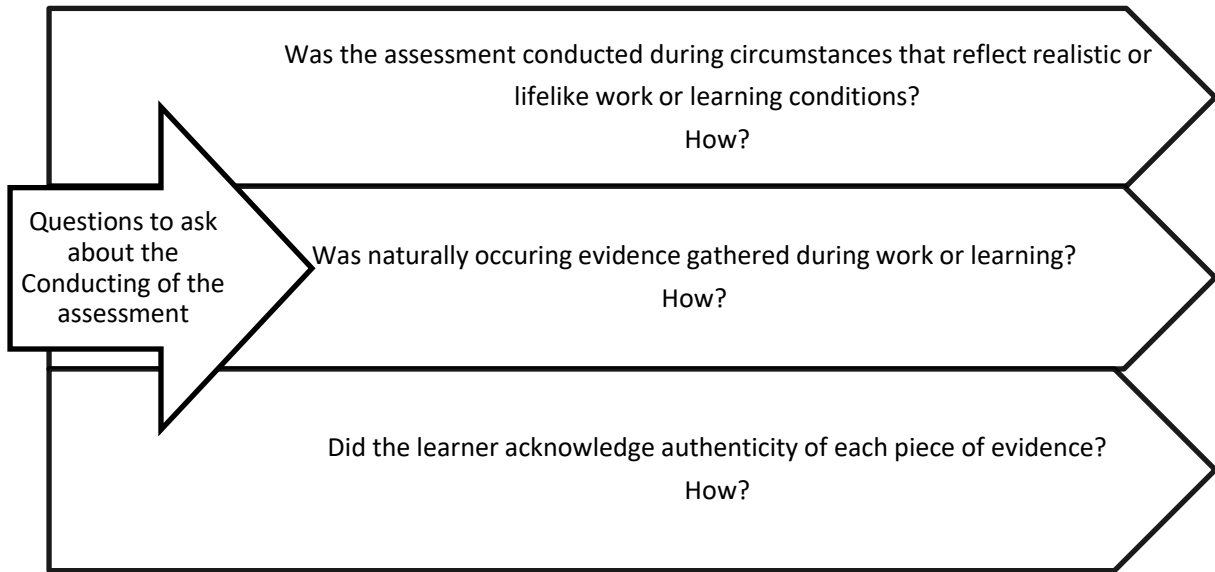 Was the assessment conducted during circumstances that reflect realistic or
lifelike work or learning conditions?
How?
Questions to ask
about the
Conducting of the
assessment
Was naturally occuring evidence gathered during work or learning?
How?
Did the learner acknowledge authenticity of each piece of evidence?
How?